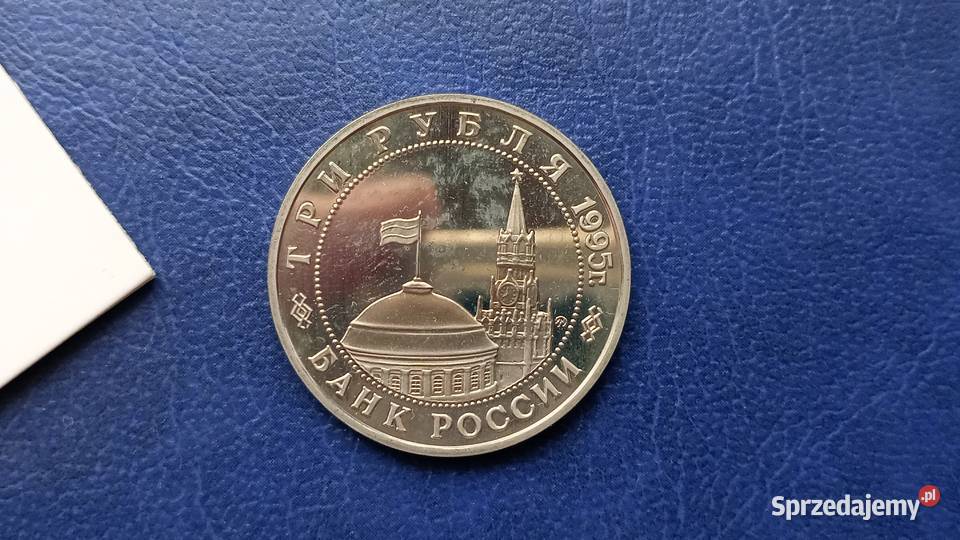 ТРИ РУБЛЯ 1995г.
БАНК РОССИИ
Sprzedajemy.pl